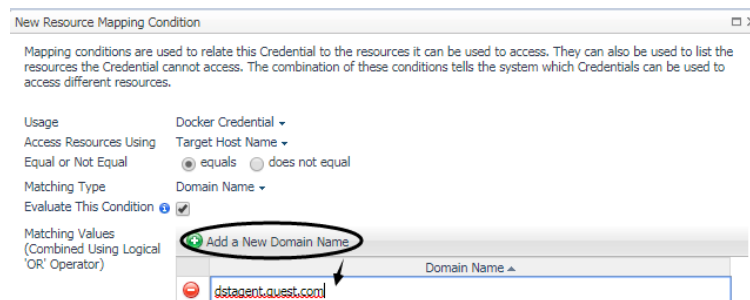 New Resource Mapping Condition
Mapping conditions are used to relate this Credential to the resources it can be used to access. They can also be used to list the
resources the Credential cannot access. The combination of these conditions tells the system which Credentials can be used to
access different resources.
Usage Docker Credential
Access Resources Using Target Host Name
Equal or Not Equal equals does not equal
Matching Type Domain Name
Evaluate This Condition
Matching Values
(Combined Using Logical
'OR' Operator)
Add a New Domain Name
Domain Name
dstagent.quest.com